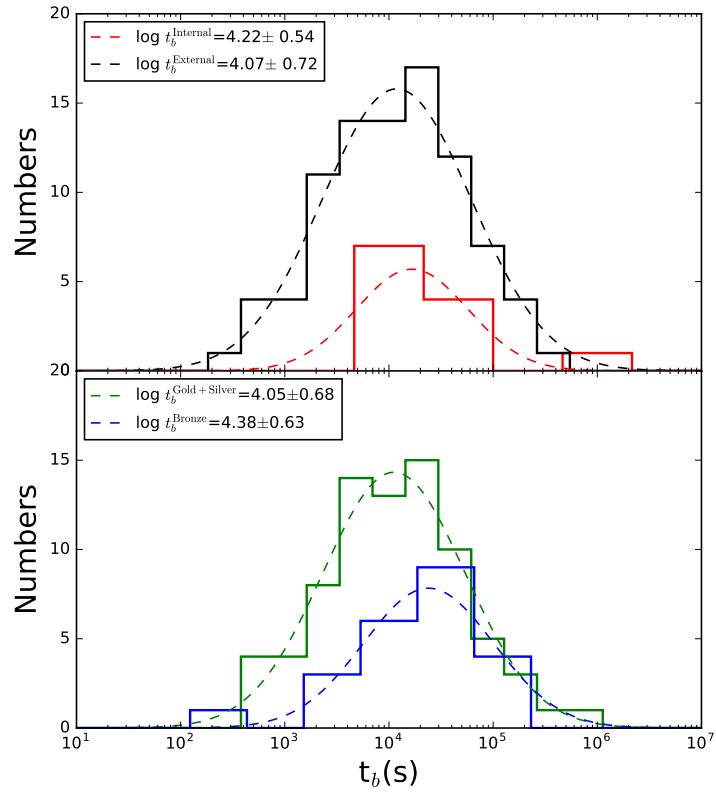 20
log t_b^Internal=4.22± 0.54
log t_b^External=4.07± 0.72
15
10
5
Numbers
20
0
log t_b^Gold+Silver=4.05±0.68
log t_b^Bronze=4.38±0.63
15
10
5
0
Numbers
10^1 10^2 10^3 10^4 10^5 10^6 10^7
t_b(s)